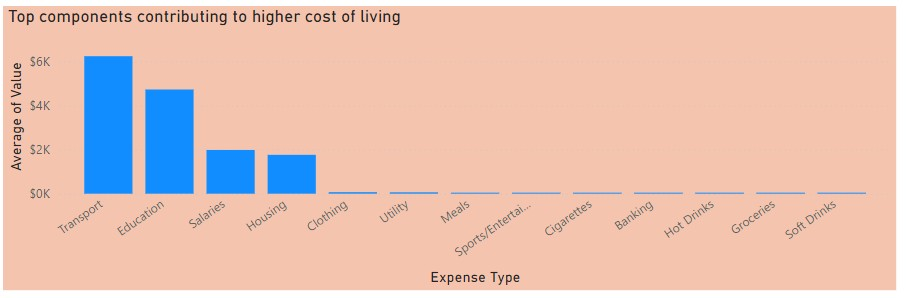 Top components contributing to higher cost of living
Average of Value
$6K
$4K
$2K
$0K
Transport
Education
Salaries
Housing
Clothing
Utility
Meals
Sports/Entertai...
Cigarettes
Banking
Hot Drinks
Groceries
Soft Drinks
Expense Type